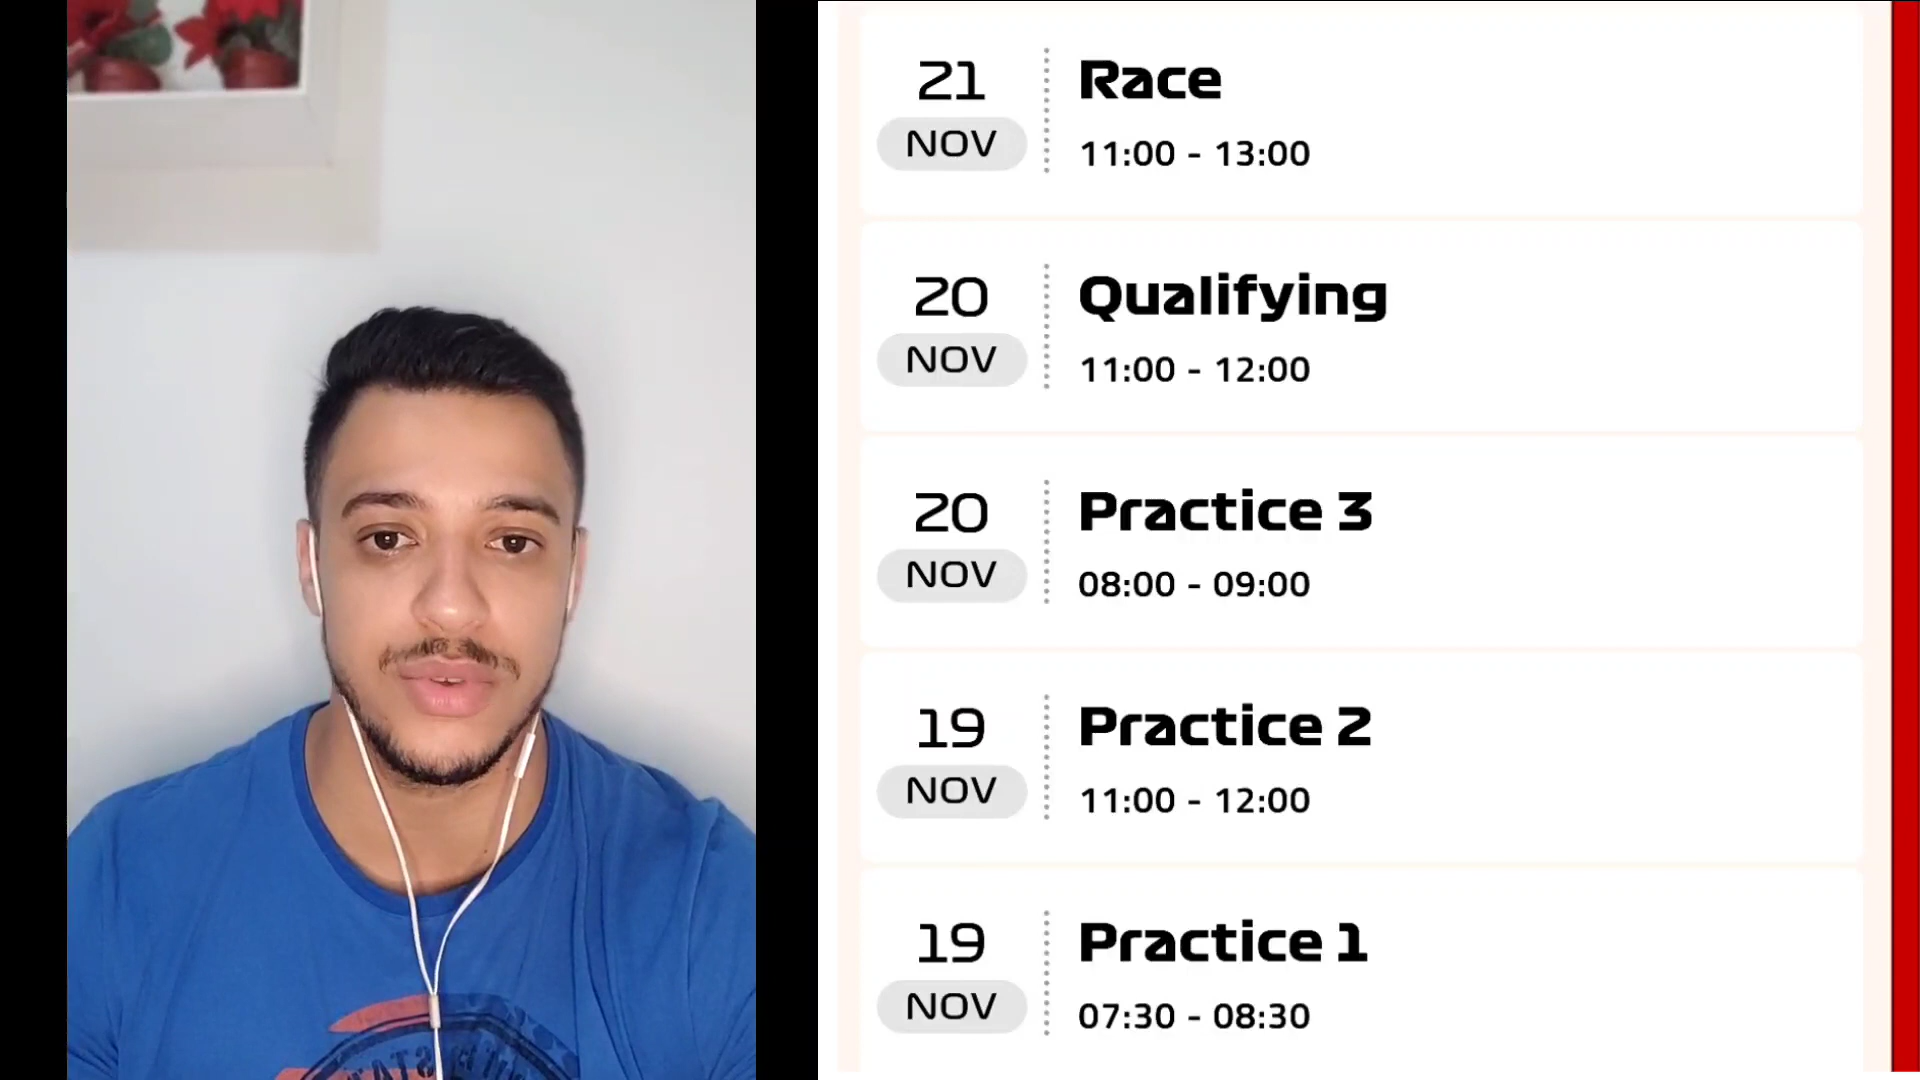 21
NOV
Race
11:00 - 13:00
20
NOV
Qualifying
11:00 - 12:00
20
NOV
Practice 3
08:00 - 09:00
19
NOV
Practice 2
11:00 - 12:00
19
NOV
Practice 1
07:30 - 08:30